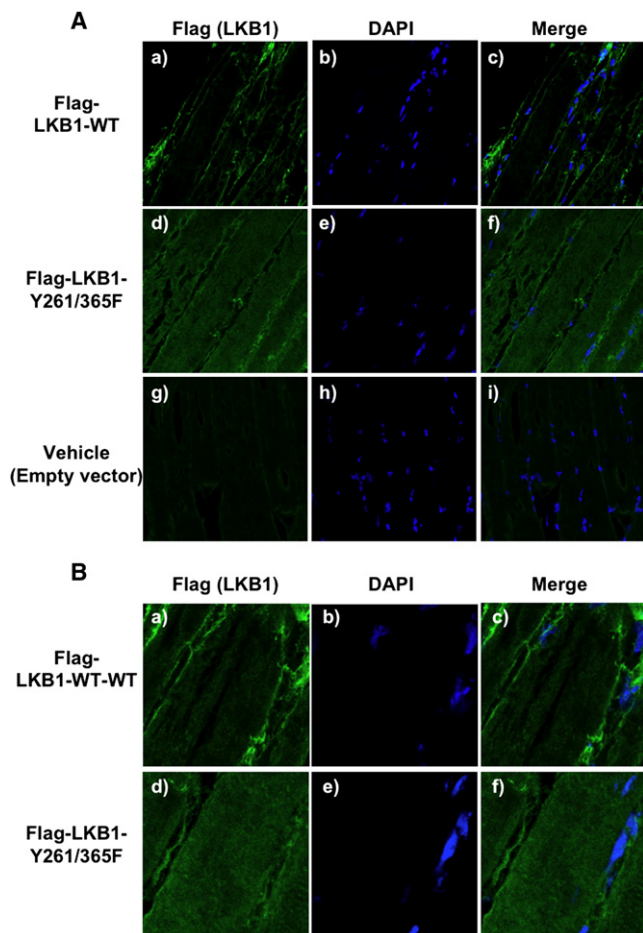 A
Flag (LKB1) DAPI Merge
Flag-
LKB1-WT
a) b) c)
Flag-LKB1-
Y261/365F
d) e) f)
Vehicle
(Empty vector)
g) h) i)
B
Flag (LKB1) DAPI Merge
Flag-
LKB1-WT-WT
a) b) c)
Flag-LKB1-
Y261/365F
d) e) f)